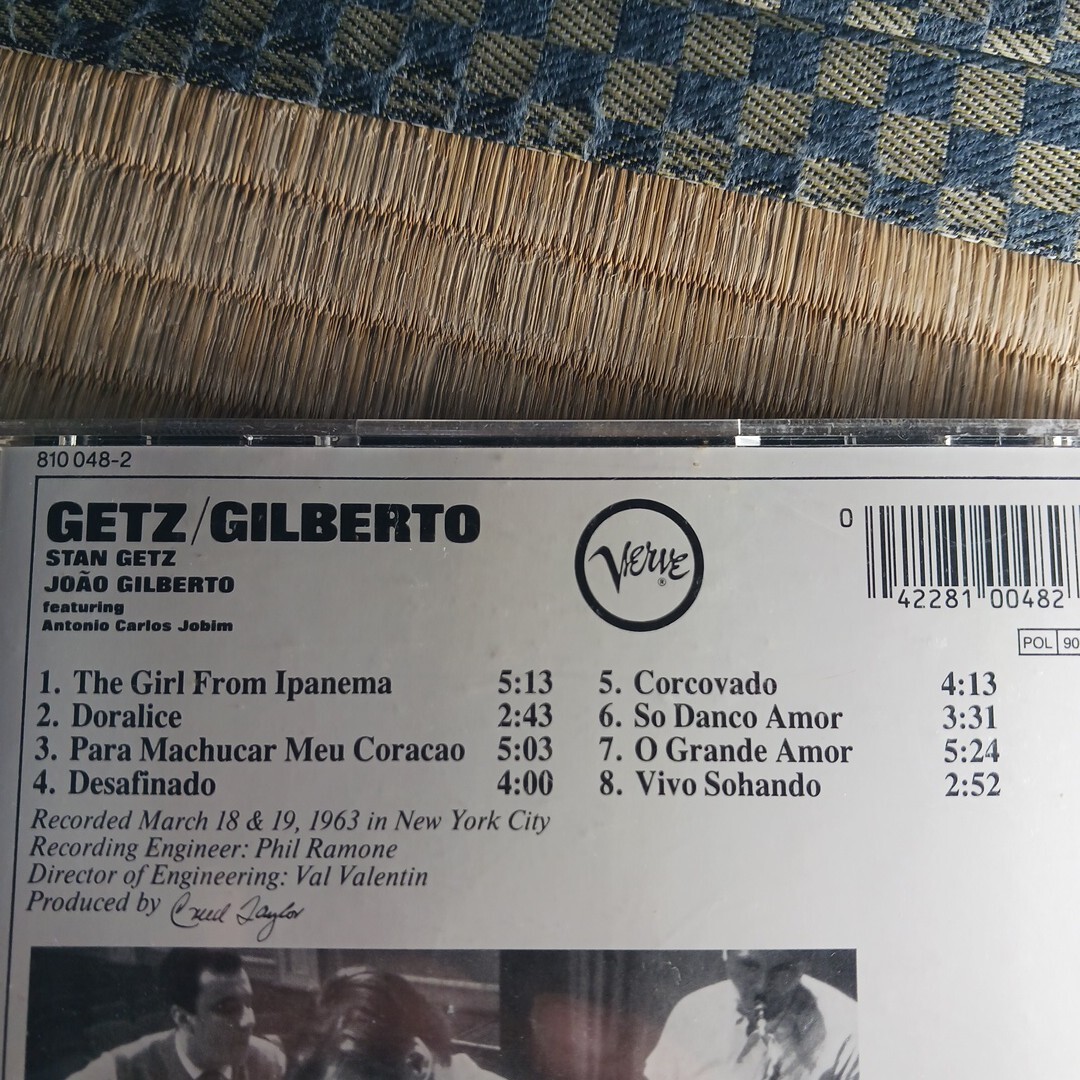 810 048-2
GETZ/GILBERTO
STAN GETZ
JOÃO GILBERTO
featuring
Antonio Carlos Jobim
VERVE
®
0
42281 00482
POL 90
1. The Girl From Ipanema 5:13
2. Doralice 2:43
3. Para Machucar Meu Coracao 5:03
4. Desafinado 4:00
5. Corcovado 4:13
6. So Danco Amor 3:31
7. O Grande Amor 5:24
8. Vivo Sohando 2:52
Recorded March 18 & 19, 1963 in New York City
Recording Engineer: Phil Ramone
Director of Engineering: Val Valentin
Produced by Creed Taylor